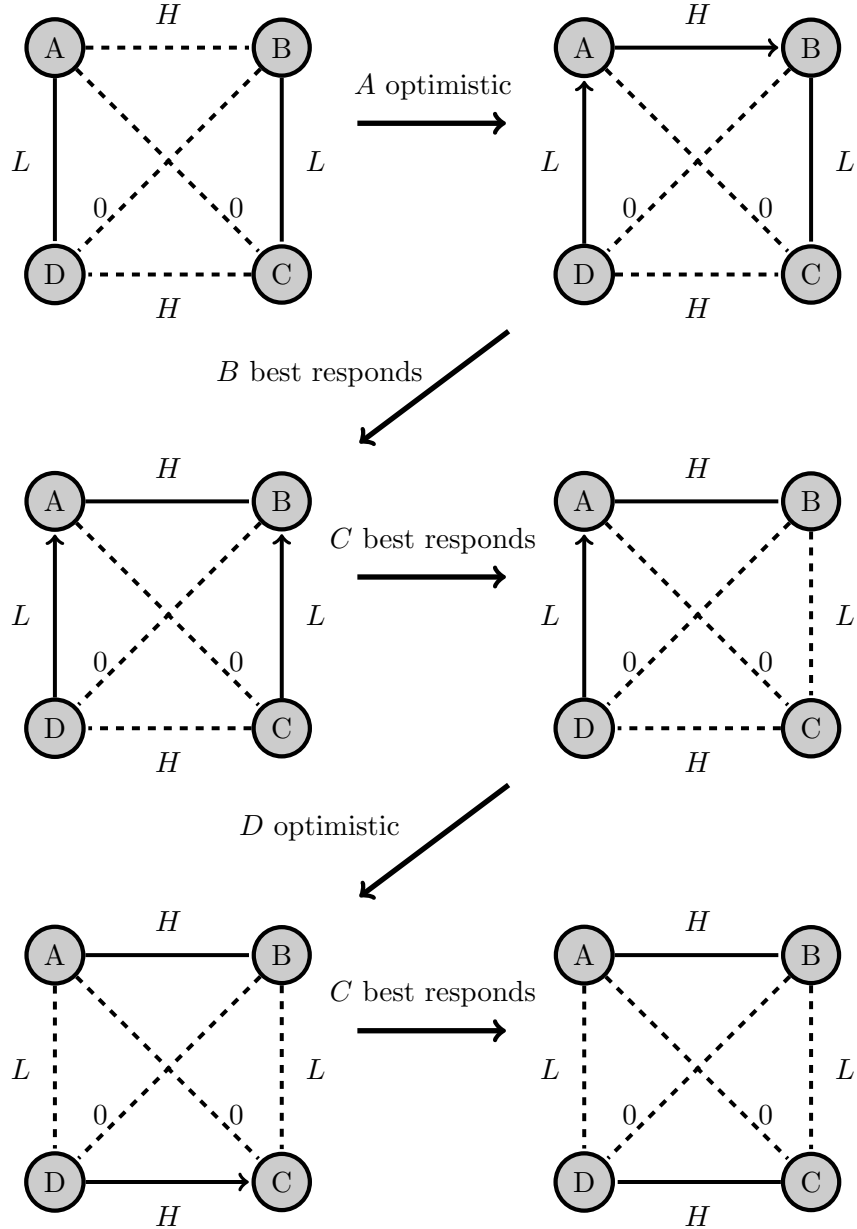 H
A B
A optimistic
L L
0 0
D C
H
H
A B
L L
0 0
D C
H
B best responds
H
A B
C best responds
L L
0 0
D C
H
H
A B
L L
0 0
D C
H
D optimistic
H
A B
C best responds
L L
0 0
D C
H
H
A B
L L
0 0
D C
H